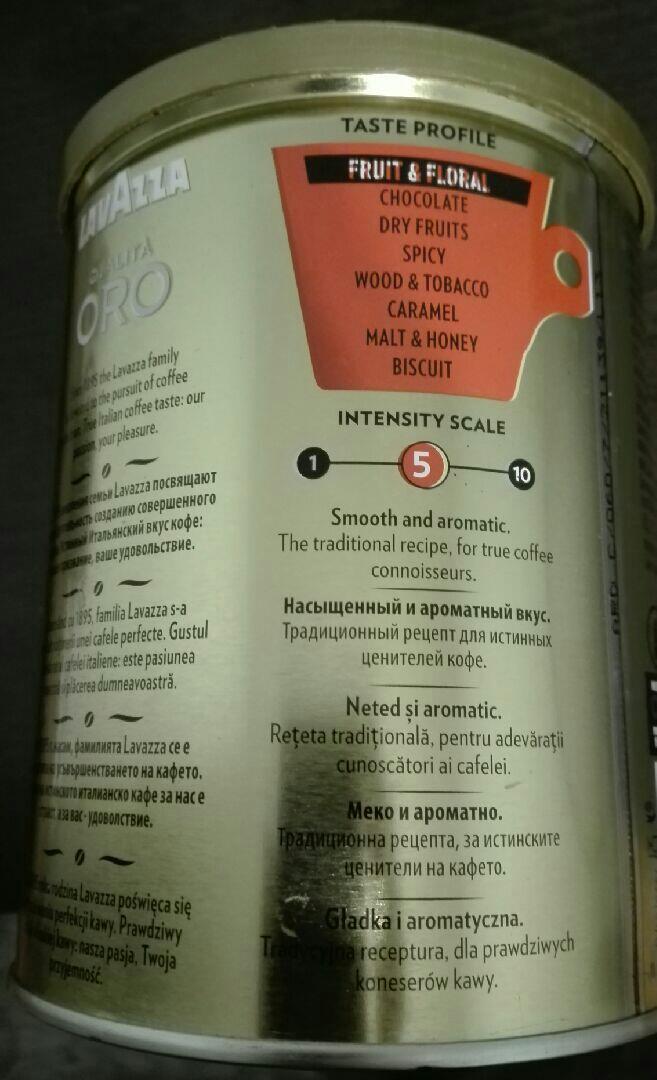 LAVAZZA
QUALITÀ
ORO
the Lavazza family
to the pursuit of coffee
True Italian coffee taste: our
passion, your pleasure.
семьи Lavazza посвящают
созданию совершенного
Итальянский вкус кофе:
ваше удовольствие.
1895, familia Lavazza s-a
unei cafele perfecte. Gustul
cafelei italiene: este pasiunea
plăcerea dumneavoastră.
фамилията Lavazza се е
усъвършенстването на кафето.
италианско кафе за нас е
а за вас - удоволствие.
rodzina Lavazza poświęca się
perfekcji kawy. Prawdziwy
kawy: nasza pasja, Twoja
przyjemność.
TASTE PROFILE
FRUIT & FLORAL
CHOCOLATE
DRY FRUITS
SPICY
WOOD & TOBACCO
CARAMEL
MALT & HONEY
BISCUIT
INTENSITY SCALE
1 5 10
Smooth and aromatic.
The traditional recipe, for true coffee
connoisseurs.
Насыщенный и ароматный вкус.
Традиционный рецепт для истинных
ценителей кофе.
Neted și aromatic.
Rețeta tradițională, pentru adevărații
cunoscători ai cafelei.
Меко и ароматно.
Традиционна рецепта, за истинските
ценители на кафето.
Gładka i aromatyczna.
Tradycyjna receptura, dla prawdziwych
koneserów kawy.